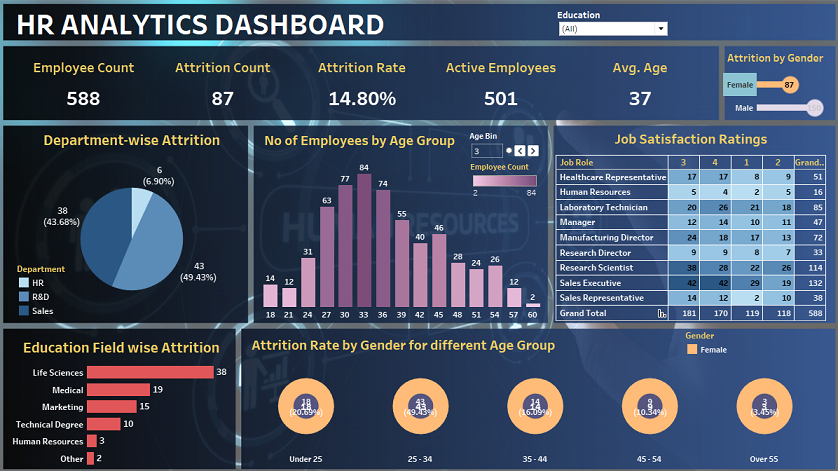 HR ANALYTICS DASHBOARD
Education
(All)
Employee Count
588
Attrition Count
87
Attrition Rate
14.80%
Active Employees
501
Avg. Age
37
Attrition by Gender
Female 87
Male 150
Department-wise Attrition
6
(6.90%)
38
(43.68%)
43
(49.43%)
Department
HR
R&D
Sales
No of Employees by Age Group
Age Bin
3
Employee Count
2 84
14 12 31 63 77 84 74 55 40 46 28 24 26 12 2
18 21 24 27 30 33 36 39 42 45 48 51 54 57 60
Job Satisfaction Ratings
Job Role 3 4 1 2 Grand..
Healthcare Representative 17 17 8 9 51
Human Resources 5 4 2 5 16
Laboratory Technician 20 26 21 18 85
Manager 12 14 10 11 47
Manufacturing Director 24 18 17 13 72
Research Director 9 9 8 7 33
Research Scientist 38 28 22 26 114
Sales Executive 42 42 29 19 132
Sales Representative 14 12 2 10 38
Grand Total 181 170 119 118 588
Education Field wise Attrition
Life Sciences 38
Medical 19
Marketing 15
Technical Degree 10
Human Resources 3
Other 2
Attrition Rate by Gender for different Age Group
Gender
Female
18
(20.69%)
43
(49.43%)
14
(16.09%)
9
(10.34%)
3
(3.45%)
Under 25
25 - 34
35 - 44
45 - 54
Over 55